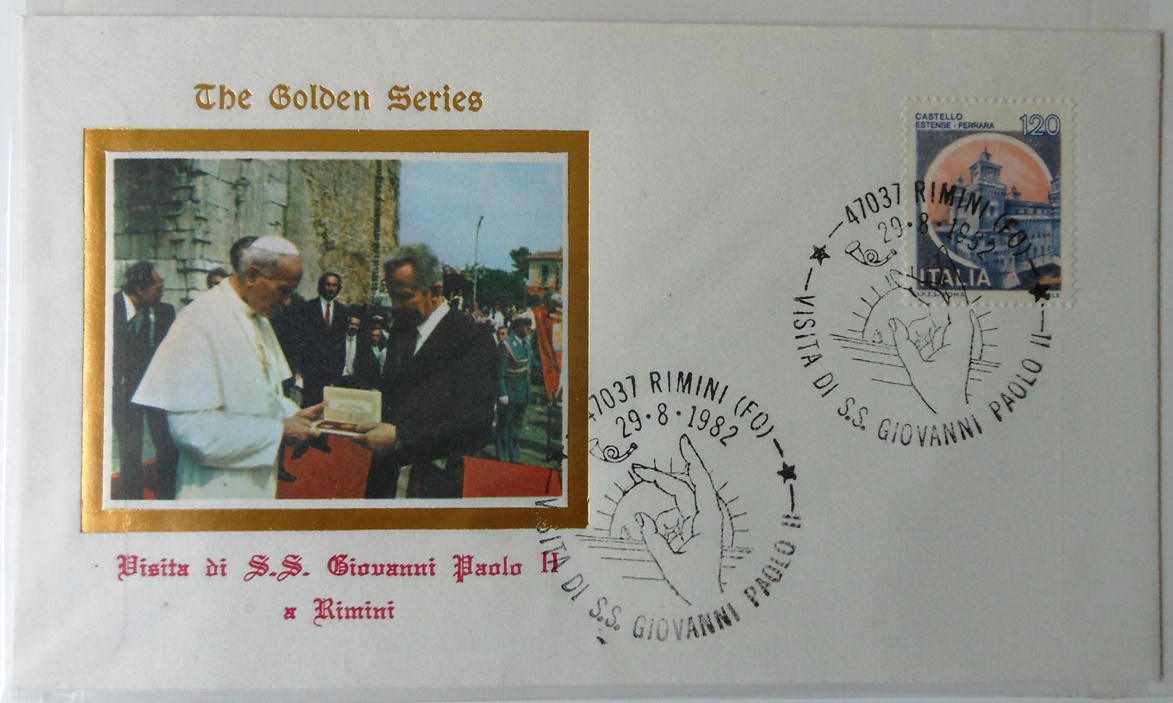 The Golden Series
CASTELLO
ESTENSE - FERRARA
120
ITALIA
I.P.Z.S. - ROMA
47037 RIMINI (FO)
29·8·1982
VISITA DI S.S. GIOVANNI PAOLO II
47037 RIMINI (FO)
29·8·1982
VISITA DI S.S. GIOVANNI PAOLO II
Visita di S.S. Giovanni Paolo II
a Rimini